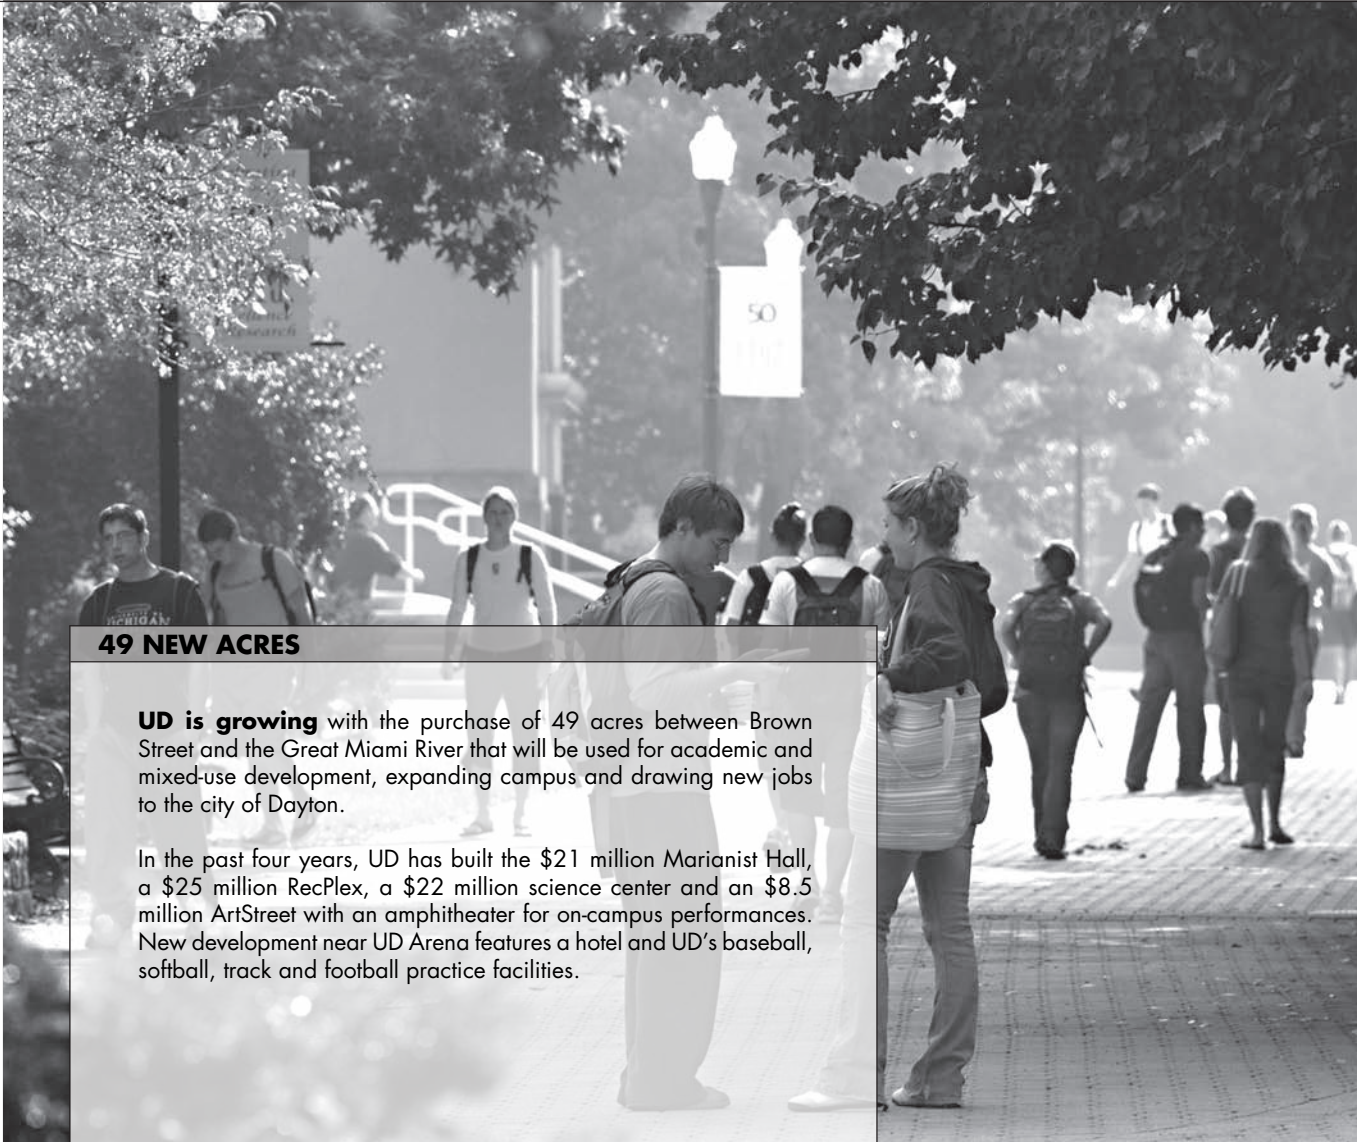 Research
50
CHIGAN
49 NEW ACRES
UD is growing with the purchase of 49 acres between Brown
Street and the Great Miami River that will be used for academic and
mixed-use development, expanding campus and drawing new jobs
to the city of Dayton.
In the past four years, UD has built the $21 million Marianist Hall,
a $25 million RecPlex, a $22 million science center and an $8.5
million ArtStreet with an amphitheater for on-campus performances.
New development near UD Arena features a hotel and UD's baseball,
softball, track and football practice facilities.